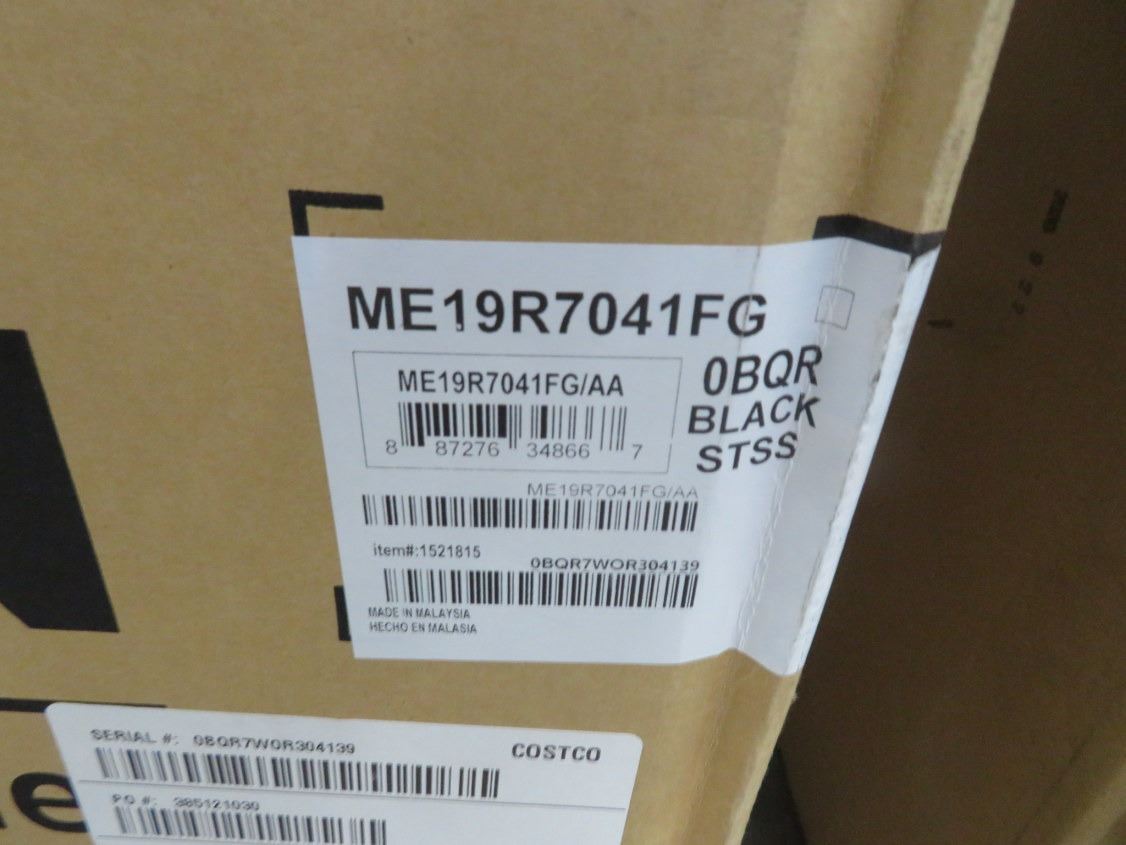 ME19R7041FG
0BQR
BLACK
STSS
ME19R7041FG/AA
8 87276 34866 7
ME19R7041FG/AA
item#:1521815
0BQR7WOR304139
MADE IN MALAYSIA
HECHO EN MALASIA
SERIAL #: 0BQR7WOR304139
COSTCO
PO #: 385121030
e